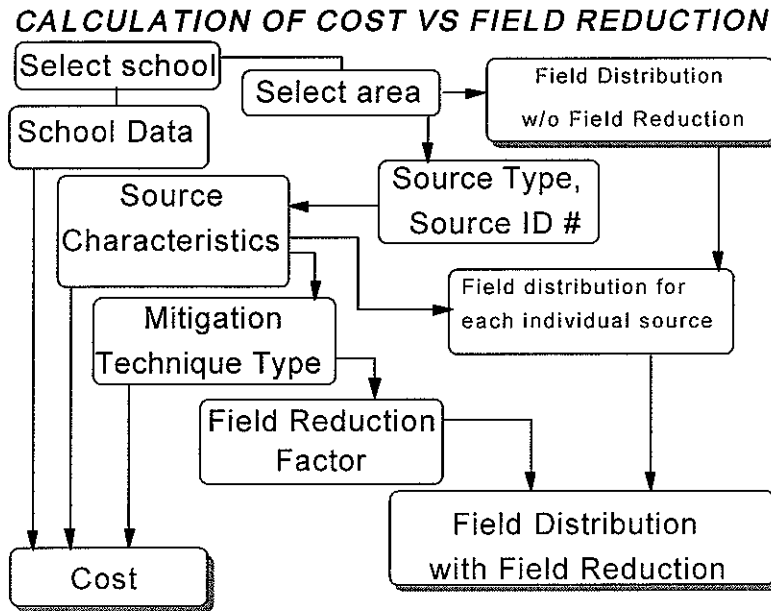 CALCULATION OF COST VS FIELD REDUCTION
Select school
Select area
Field Distribution
w/o Field Reduction
School Data
Source Type,
Source ID #
Source
Characteristics
Field distribution for
each individual source
Mitigation
Technique Type
Field Reduction
Factor
Field Distribution
with Field Reduction
Cost